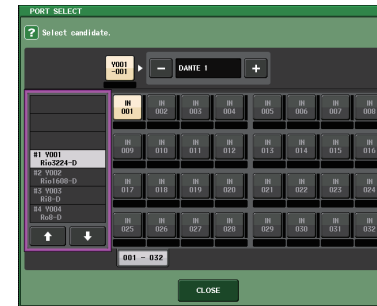 PORT SELECT
? Select candidate.
Y001
-001
DANTE 1
IN 001 IN 002 IN 003 IN 004 IN 005 IN 006 IN 007 IN 008
IN 009 IN 010 IN 011 IN 012 IN 013 IN 014 IN 015 IN 016
#1 Y001
Rio3224-D
#2 Y002
Rio1608-D
IN 017 IN 018 IN 019 IN 020 IN 021 IN 022 IN 023 IN 024
#3 Y003
Ri8-D
#4 Y004
Ro8-D
IN 025 IN 026 IN 027 IN 028 IN 029 IN 030 IN 031 IN 032
001 - 032
CLOSE